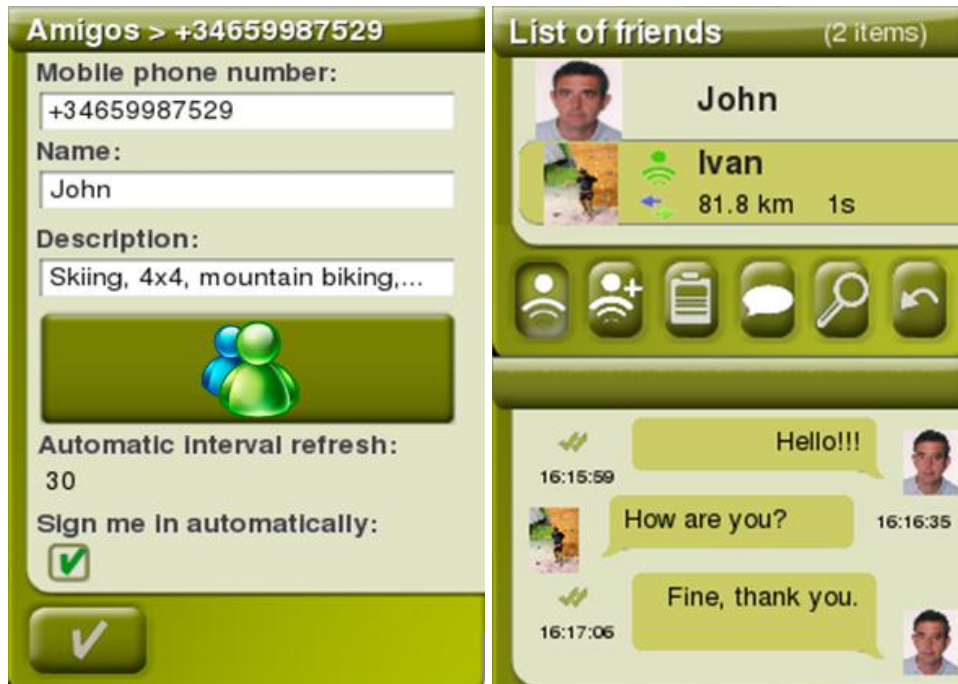 Amigos > +34659987529
Mobile phone number:
+34659987529
Name:
John
Description:
Skiing, 4x4, mountain biking,...
Automatic interval refresh:
30
Sign me in automatically:
List of friends (2 items)
John
Ivan
81.8 km 1s
Hello!!!
16:15:59
How are you?
16:16:35
Fine, thank you.
16:17:06